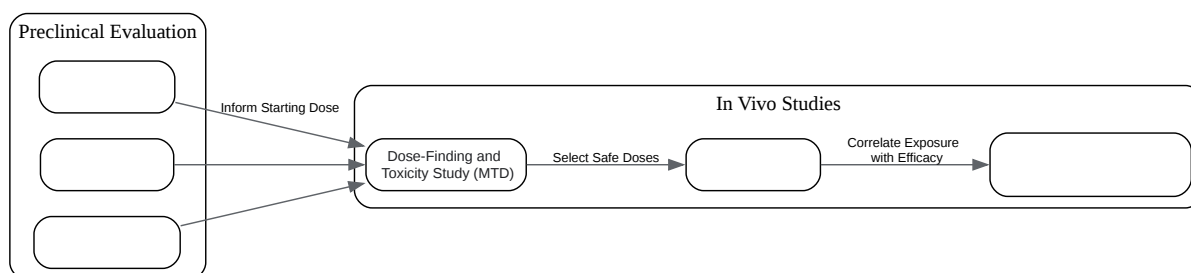 Preclinical Evaluation
Inform Starting Dose
In Vivo Studies
Dose-Finding and
Toxicity Study (MTD)
Select Safe Doses
Correlate Exposure
with Efficacy